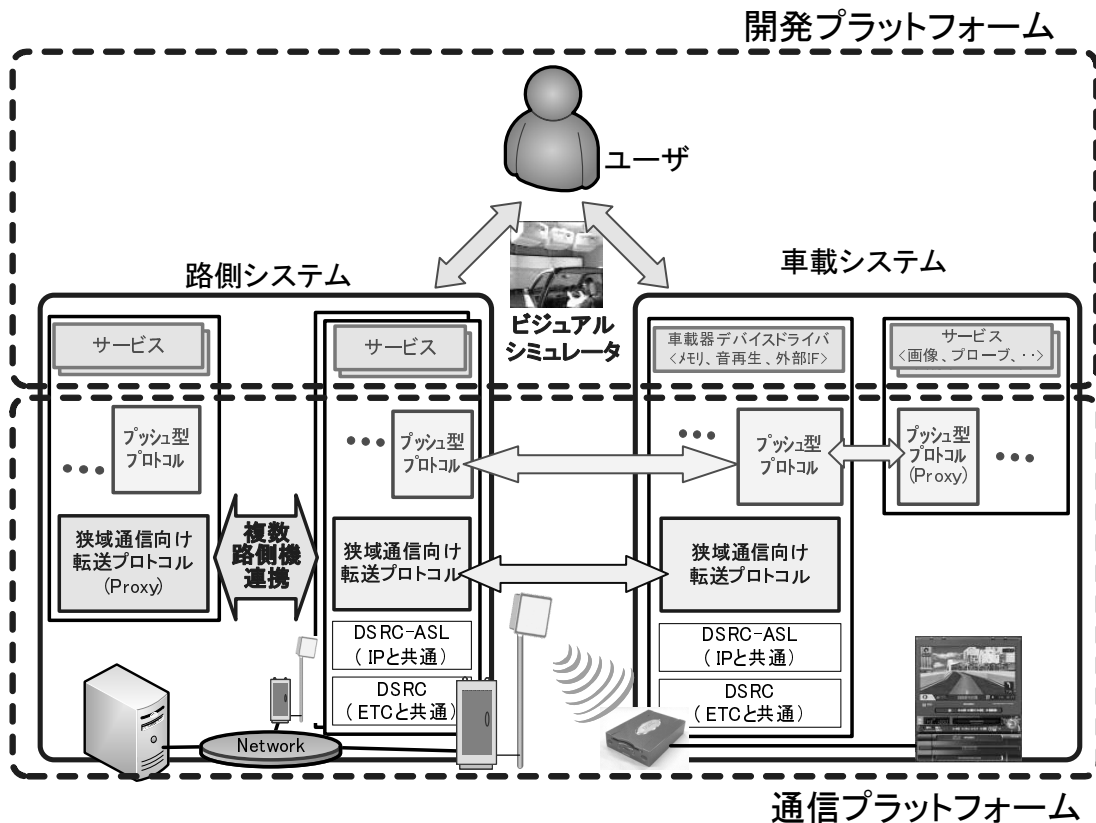 開発プラットフォーム
ユーザ
路側システム
車載システム
ビジュアル
シミュレータ
サービス
サービス
車載器デバイスドライバ
<メモリ、音再生、外部IF>
サービス
<画像、プローブ、‥>
プッシュ型
プロトコル
•••
••• プッシュ型
プロトコル
••• プッシュ型
プロトコル
プッシュ型
プロトコル
(Proxy)
•••
狭域通信向け
転送プロトコル
(Proxy)
複数
路側機
連携
狭域通信向け
転送プロトコル
狭域通信向け
転送プロトコル
DSRC-ASL
( IPと共通)
DSRC
( ETCと共通)
DSRC-ASL
( IPと共通)
DSRC
( ETCと共通)
Network
通信プラットフォーム